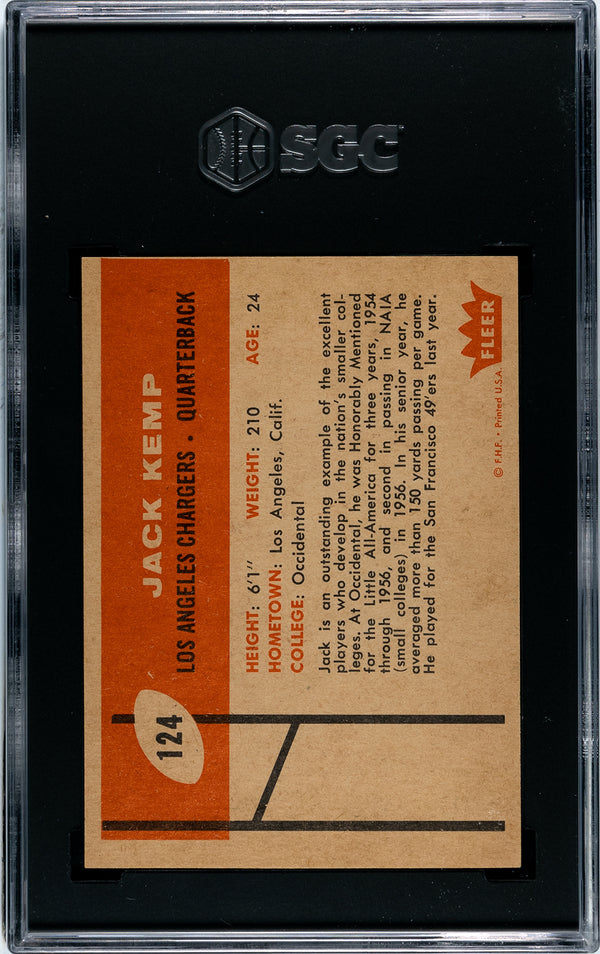 SGC
124
JACK KEMP
LOS ANGELES CHARGERS • QUARTERBACK
HEIGHT: 6'1" WEIGHT: 210 AGE: 24
HOMETOWN: Los Angeles, Calif.
COLLEGE: Occidental
Jack is an outstanding example of the excellent
players who develop in the nation's smaller col-
leges. At Occidental, he was Honorably Mentioned
for the Little All-America for three years, 1954
through 1956, and second in passing in NAIA
(small colleges) in 1956. In his senior year, he
averaged more than 150 yards passing per game.
He played for the San Francisco 49'ers last year.
FLEER
© F.H.F. • Printed U.S.A.